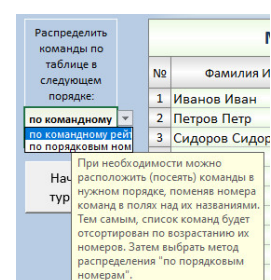 Распределить
команды по
таблице в
следующем
порядке:
по командному
по командному рейт
по порядковым ном
№ Фамилия И
1 Иванов Иван
2 Петров Петр
3 Сидоров Сидор
Нач
тур
При необходимости можно
расположить (посеять) команды в
нужном порядке, поменяв номера
команд в полях над их названиями.
Тем самым, список команд будет
отсортирован по возрастанию их
номеров. Затем выбрать метод
распределения "по порядковым
номерам".